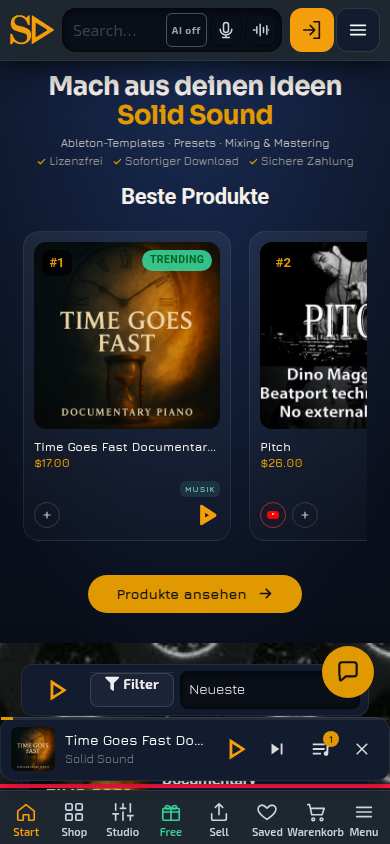 SD
Search...
AI off
Mach aus deinen Ideen
Solid Sound
Ableton-Templates · Presets · Mixing & Mastering
✓ Lizenzfrei ✓ Sofortiger Download ✓ Sichere Zahlung
Beste Produkte
#1
TRENDING
TIME GOES
FAST
DOCUMENTARY PIANO
TIme Goes Fast Documentar...
$17.00
MUSIK
#2
Dino Magg
Beatport techn
No external
Pitch
$26.00
Produkte ansehen
Filter
Neueste
1
Time Goes Fast Do...
Solid Sound
Documentary
Start
Shop
Studio
Free
Sell
Saved
Warenkorb
Menu